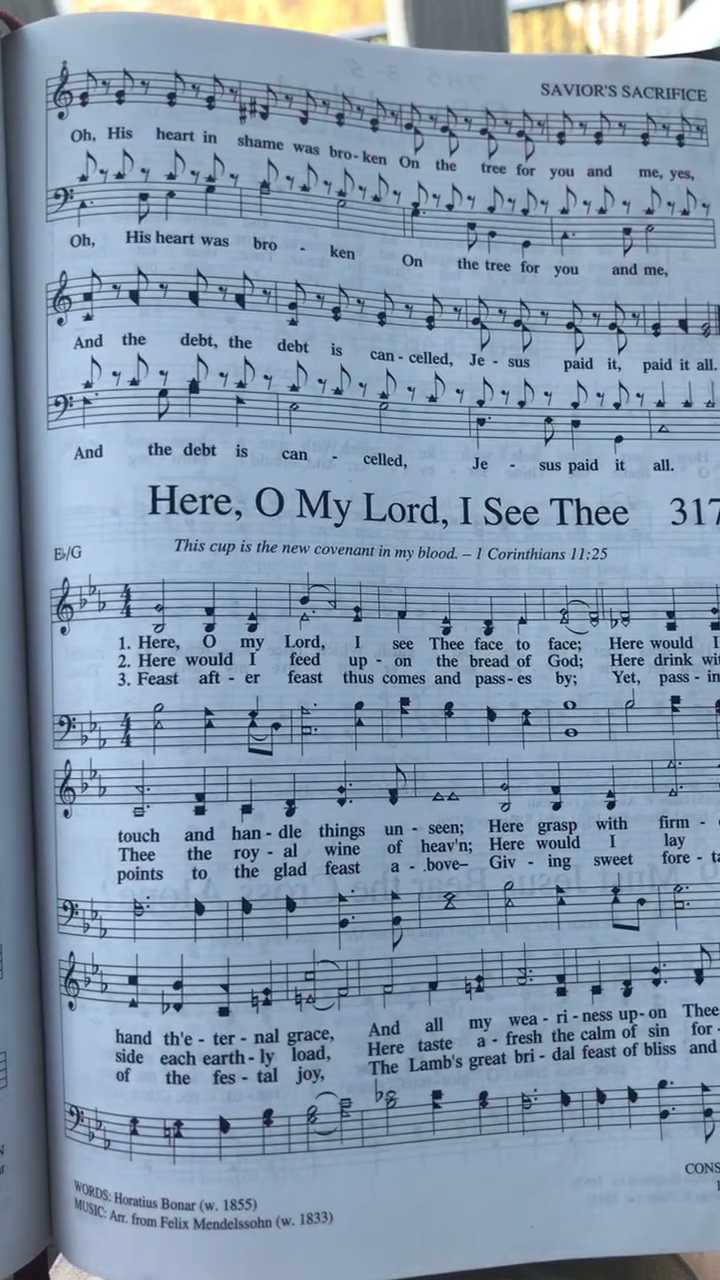 SAVIOR'S SACRIFICE
Oh, His heart in shame was bro - ken On the tree for you and me, yes,
Oh, His heart was bro - ken On the tree for you and me,
And the debt, the debt is can - celled, Je - sus paid it, paid it all.
And the debt is can - celled, Je - sus paid it all.
Here, O My Lord, I See Thee 317
E♭/G
This cup is the new covenant in my blood. – 1 Corinthians 11:25
1. Here, O my Lord, I see Thee face to face; Here would I
2. Here would I feed up - on the bread of God; Here drink wi
3. Feast aft - er feast thus comes and pass - es by; Yet, pass - in
touch and han - dle things un - seen; Here grasp with firm -
Thee the roy - al wine of heav'n; Here would I lay
points to the glad feast a - bove– Giv - ing sweet fore - ta
hand th'e - ter - nal grace, And all my wea - ri - ness up - on Thee
side each earth - ly load, Here taste a - fresh the calm of sin for -
of the fes - tal joy, The Lamb's great bri - dal feast of bliss and
CONS
WORDS: Horatius Bonar (w. 1855)
MUSIC: Arr. from Felix Mendelssohn (w. 1833)